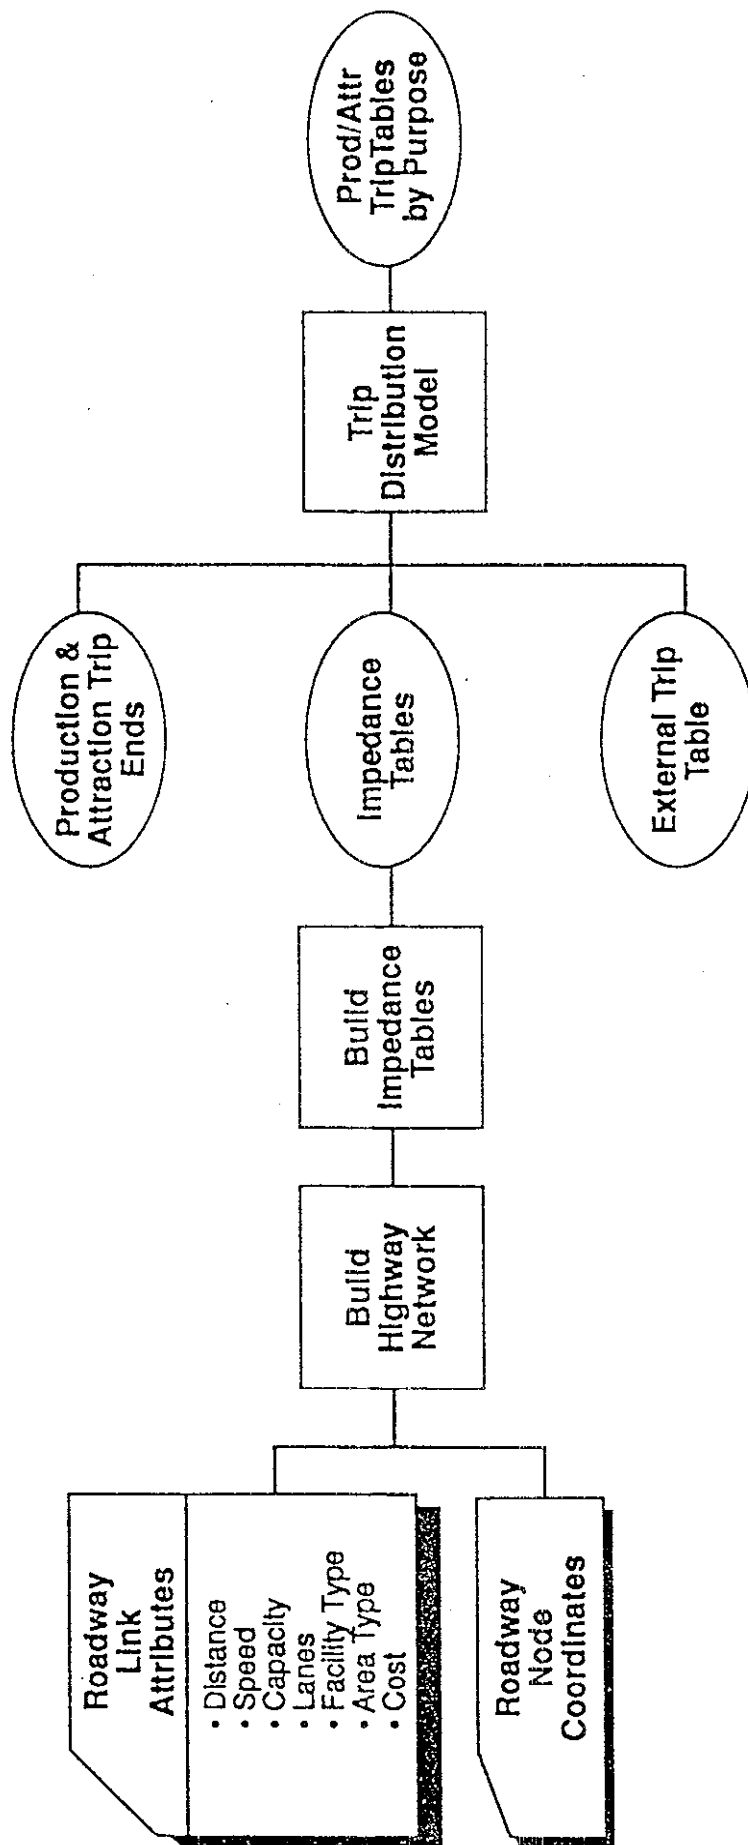 Roadway
Link
Attributes
• Distance
• Speed
• Capacity
• Lanes
• Facility Type
• Area Type
• Cost
Roadway
Node
Coordinates
Build
Highway
Network
Build
Impedance
Tables
Production &
Attraction Trip
Ends
Impedance
Tables
External Trip
Table
Trip
Distribution
Model
Prod/Attr
TripTables
by Purpose